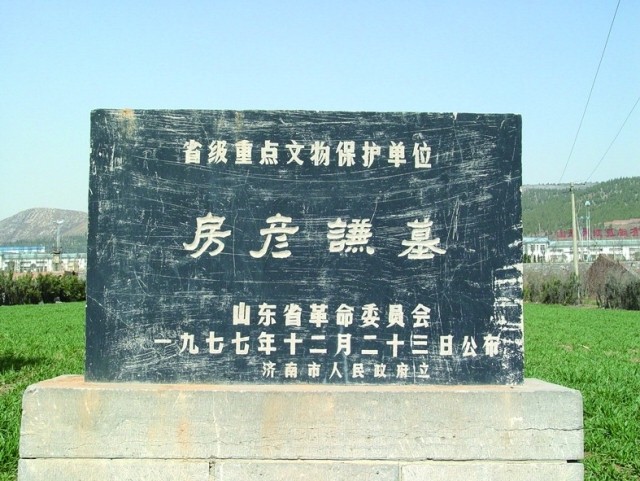 省级重点文物保护单位
房彦謙墓
山东省革命委员会
一九七七年十二月二十三日公布
济南市人民政府立